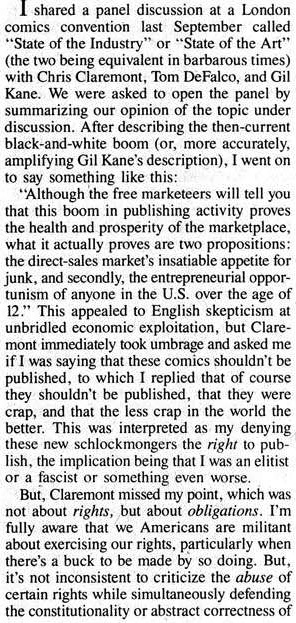 I shared a panel discussion at a London
comics convention last September called
"State of the Industry" or "State of the Art"
(the two being equivalent in barbarous times)
with Chris Claremont, Tom DeFalco, and Gil
Kane. We were asked to open the panel by
summarizing our opinion of the topic under
discussion. After describing the then-current
black-and-white boom (or, more accurately,
amplifying Gil Kane's description), I went on
to say something like this:
"Although the free marketeers will tell you
that this boom in publishing activity proves
the health and prosperity of the marketplace,
what it actually proves are two propositions:
the direct-sales market's insatiable appetite for
junk, and secondly, the entrepreneurial oppor-
tunism of anyone in the U.S. over the age of
12." This appealed to English skepticism at
unbridled economic exploitation, but Clare-
mont immediately took umbrage and asked me
if I was saying that these comics shouldn't be
published, to which I replied that of course
they shouldn't be published, that they were
crap, and that the less crap in the world the
better. This was interpreted as my denying
these new schlockmongers the right to pub-
lish, the implication being that I was an elitist
or a fascist or something even worse.
But, Claremont missed my point, which was
not about rights, but about obligations. I'm
fully aware that we Americans are militant
about exercising our rights, particularly when
there's a buck to be made by so doing. But,
it's not inconsistent to criticize the abuse of
certain rights while simultaneously defending
the constitutionality or abstract correctness of